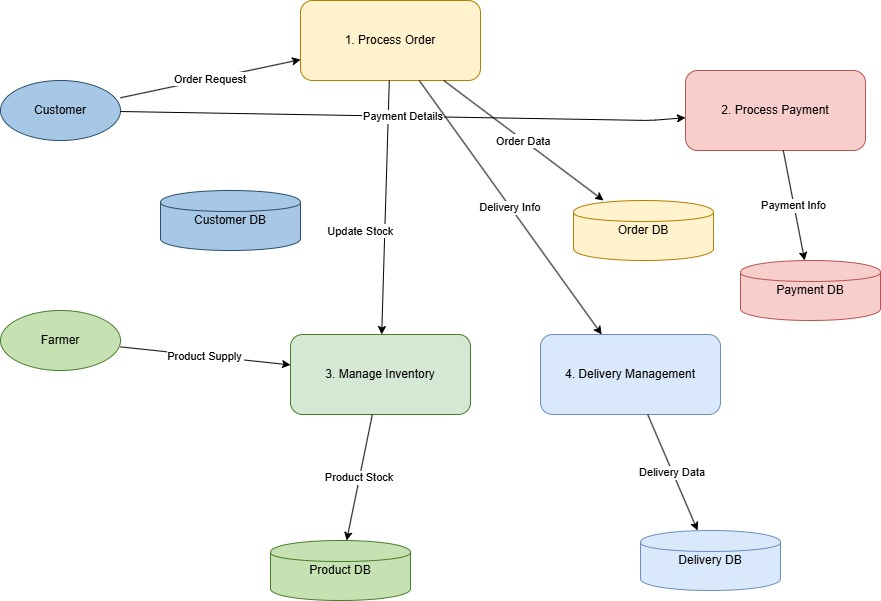 1. Process Order
Order Request
Customer
Payment Details
2. Process Payment
Order Data
Delivery Info
Payment Info
Customer DB
Update Stock
Order DB
Payment DB
Farmer
Product Supply
3. Manage Inventory
4. Delivery Management
Product Stock
Delivery Data
Product DB
Delivery DB